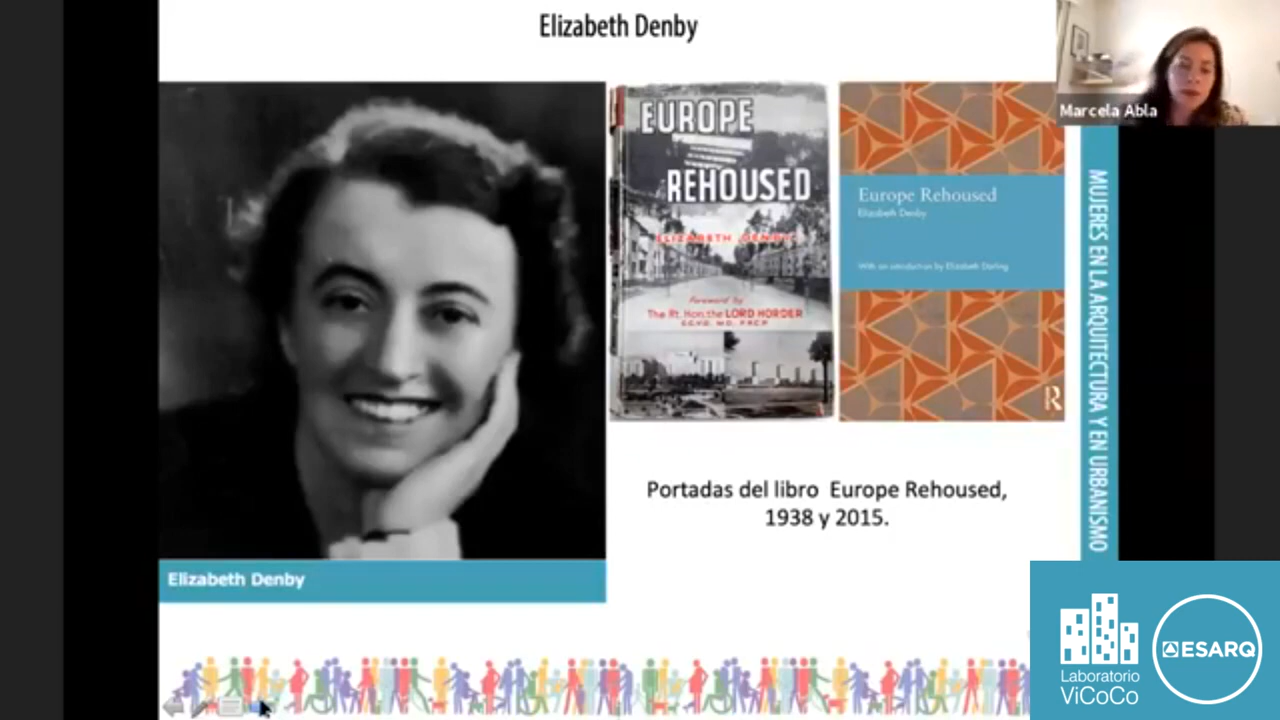 Elizabeth Denby
Marcela Abla
EUROPE
REHOUSED
ELIZABETH DENBY
Foreword by
The Rt. Hon. the LORD HORDER
G.C.V.O. M.D. F.R.C.P.
Europe Rehoused
Elizabeth Denby
With an introduction by Elizabeth Darling
R
MUJERES EN LA ARQUITECTURA Y EN URBANISMO
Portadas del libro Europe Rehoused,
1938 y 2015.
Elizabeth Denby
Laboratorio
ViCoCo
ESARQ